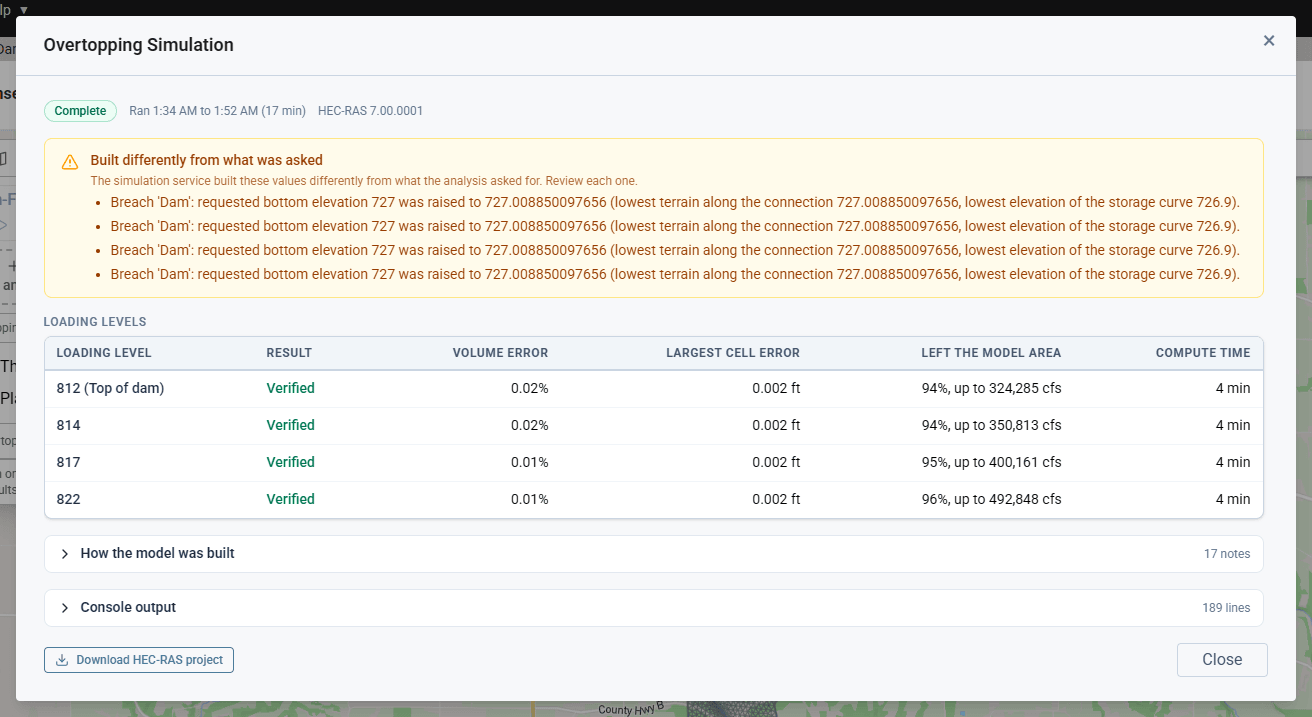 lp ▼
Overtopping Simulation
×
Complete Ran 1:34 AM to 1:52 AM (17 min) HEC-RAS 7.00.0001
Built differently from what was asked
The simulation service built these values differently from what the analysis asked for. Review each one.
• Breach 'Dam': requested bottom elevation 727 was raised to 727.008850097656 (lowest terrain along the connection 727.008850097656, lowest elevation of the storage curve 726.9).
• Breach 'Dam': requested bottom elevation 727 was raised to 727.008850097656 (lowest terrain along the connection 727.008850097656, lowest elevation of the storage curve 726.9).
• Breach 'Dam': requested bottom elevation 727 was raised to 727.008850097656 (lowest terrain along the connection 727.008850097656, lowest elevation of the storage curve 726.9).
• Breach 'Dam': requested bottom elevation 727 was raised to 727.008850097656 (lowest terrain along the connection 727.008850097656, lowest elevation of the storage curve 726.9).
LOADING LEVELS
LOADING LEVEL RESULT VOLUME ERROR LARGEST CELL ERROR LEFT THE MODEL AREA COMPUTE TIME
812 (Top of dam) Verified 0.02% 0.002 ft 94%, up to 324,285 cfs 4 min
814 Verified 0.02% 0.002 ft 94%, up to 350,813 cfs 4 min
817 Verified 0.01% 0.002 ft 95%, up to 400,161 cfs 4 min
822 Verified 0.01% 0.002 ft 96%, up to 492,848 cfs 4 min
How the model was built 17 notes
Console output 189 lines
Download HEC-RAS project Close
County Hwy B